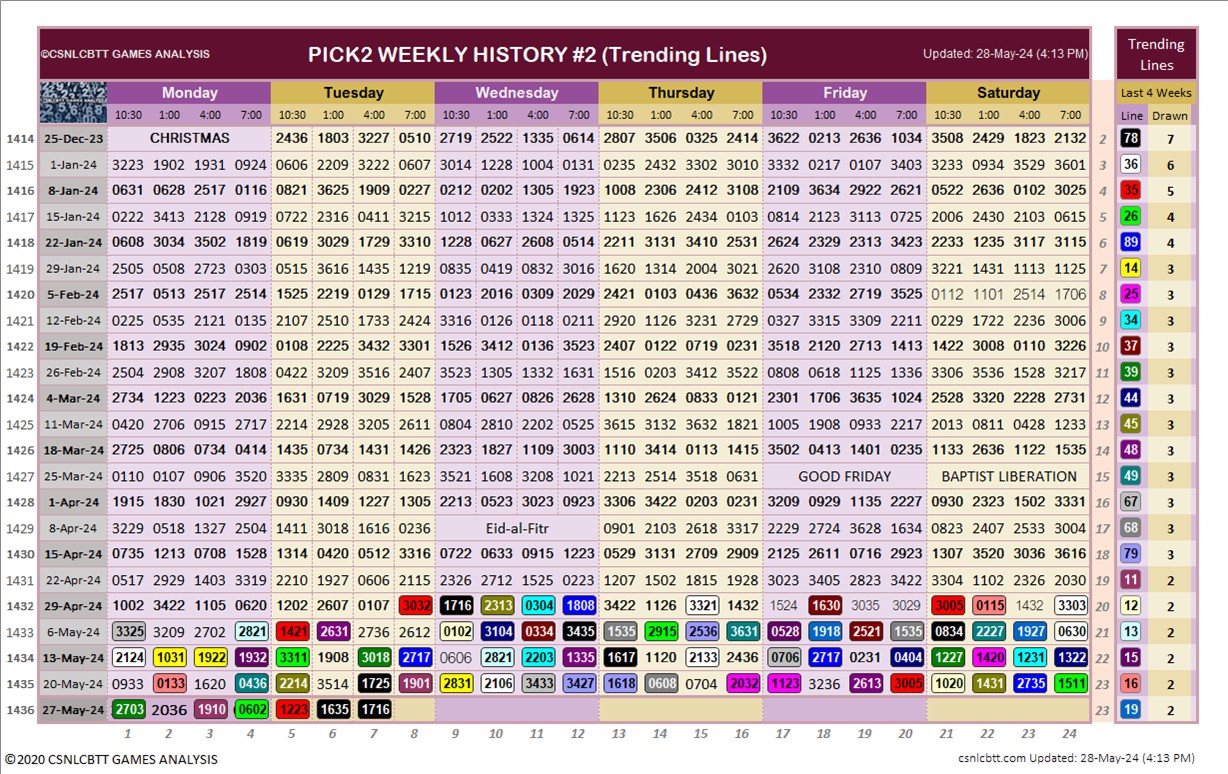 Trending
©CSNLCBTT GAMES ANALYSIS PICK2 WEEKLY HISTORY #2 (Trending Lines) Updated: 28-May-24 (4:13 PM) Lines
Monday Tuesday Wednesday Thursday Friday Saturday Last 4 Weeks
10:30 1:00 4:00 7:00 10:30 1:00 4:00 7:00 10:30 1:00 4:00 7:00 10:30 1:00 4:00 7:00 10:30 1:00 4:00 7:00 10:30 1:00 4:00 7:00 Line Drawn
1414 25-Dec-23 CHRISTMAS 2436 1803 3227 0510 2719 2522 1335 0614 2807 3506 0325 2414 3622 0213 2636 1034 3508 2429 1823 2132 2 78 7
1415 1-Jan-24 3223 1902 1931 0924 0606 2209 3222 0607 3014 1228 1004 0131 0235 2432 3302 3010 3332 0217 0107 3403 3233 0934 3529 3601 3 36 6
1416 8-Jan-24 0631 0628 2517 0116 0821 3625 1909 0227 0212 0202 1305 1923 1008 2306 2412 3108 2109 3634 2922 2621 0522 2636 0102 3025 4 35 5
1417 15-Jan-24 0222 3413 2128 0919 0722 2316 0411 3215 1012 0333 1324 1325 1123 1626 2434 0103 0814 2123 3113 0725 2006 2430 2103 0615 5 26 4
1418 22-Jan-24 0608 3034 3502 1819 0619 3029 1729 3310 1228 0627 2608 0514 2211 3131 3410 2531 2624 2329 2313 3423 2233 1235 3117 3115 6 89 4
1419 29-Jan-24 2505 0508 2723 0303 0515 3616 1435 1219 0835 0419 0832 3016 1620 1314 2004 3021 2620 3108 2310 0809 3221 1431 1113 1125 7 14 3
1420 5-Feb-24 2517 0513 2517 2514 1525 2219 0129 1715 0123 2016 0309 2029 2421 0103 0436 3632 0534 2332 2719 3525 0112 1101 2514 1706 8 25 3
1421 12-Feb-24 0225 0535 2121 0135 2107 2510 1733 2424 3316 0126 0118 0211 2920 1126 3231 2729 0327 3315 3309 2211 0229 1722 2236 3006 9 34 3
1422 19-Feb-24 1813 2935 3024 0902 0108 2225 3432 3301 1526 3412 0136 3523 2407 0122 0719 0231 3518 2120 2713 1413 1422 3008 0110 3226 10 37 3
1423 26-Feb-24 2504 2908 3207 1808 0422 3209 3516 2407 3523 1305 1332 1631 1516 0203 3412 3522 0808 0618 1125 1336 3306 3536 1528 3217 11 39 3
1424 4-Mar-24 2734 1223 0223 2036 1631 0719 3029 1528 1705 0627 0826 2628 1310 2624 0833 0121 2301 1706 3635 1024 2528 3320 2228 2731 12 44 3
1425 11-Mar-24 0420 2706 0915 2717 2214 2928 3205 2611 0804 2810 2202 0525 3614 3132 3632 1821 1005 1908 0933 2217 2013 0811 0428 1233 13 45 3
1426 18-Mar-24 2725 0806 0734 0414 1435 0734 1431 1426 2323 1827 1109 3003 1110 3414 0113 1415 3502 0413 1401 0235 1133 2636 1122 1535 14 48 3
1427 25-Mar-24 0110 0107 0906 3520 3335 2809 0831 1623 3521 1608 3208 1021 2213 2514 3518 0631 GOOD FRIDAY BAPTIST LIBERATION 15 49 3
1428 1-Apr-24 1915 1830 1021 2927 0930 1409 1227 1305 2213 0523 3023 0923 3306 3422 0203 0231 3209 0929 1135 2227 0930 2323 1502 3331 16 67 3
1429 8-Apr-24 3229 0518 1327 2504 1411 3018 1616 0236 Eid-al-Fitr 0901 2103 2618 3317 2229 2724 3628 1634 0823 2407 2533 3004 17 68 3
1430 15-Apr-24 0735 1213 0708 1528 1314 0420 0512 3316 0722 0633 0915 1223 0529 3131 2709 2909 2125 2611 0716 2923 1307 3520 3036 3616 18 79 3
1431 22-Apr-24 0517 2929 1403 3319 2210 1927 0606 2115 2326 2712 1525 0223 1207 1502 1815 1928 3023 3405 2823 3422 3304 1102 2326 2030 19 11 2
1432 29-Apr-24 1002 3422 1105 0620 1202 2607 0107 3032 1716 2313 0304 1808 3422 1126 3321 1432 1524 1630 3035 3029 3005 0115 1432 3303 20 12 2
1433 6-May-24 3325 3209 2702 2821 1421 2631 2736 2612 0102 3104 0334 3435 1535 2915 2536 3631 0528 1918 2521 1535 0834 2227 1927 0630 21 13 2
1434 13-May-24 2124 1031 1922 1932 3311 1908 3018 2717 0606 2821 2203 1335 1617 1120 2133 2436 0706 2717 0231 0404 1227 1420 1231 1322 22 15 2
1435 20-May-24 0933 0133 1620 0436 2214 3514 1725 1901 2831 2106 3433 3427 1618 0608 0704 2032 1123 3236 2613 3005 1020 1431 2735 1511 23 16 2
1436 27-May-24 2703 2036 1910 0602 1223 1635 1716 23 19 2
1 2 3 4 5 6 7 8 9 10 11 12 13 14 15 16 17 18 19 20 21 22 23 24
©2020 CSNLCBTT GAMES ANALYSIS csnlcbtt.com Updated: 28-May-24 (4:13 PM)